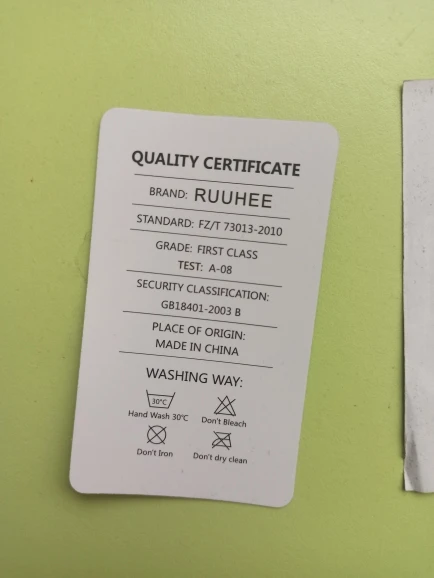 QUALITY CERTIFICATE
BRAND: RUUHEE
STANDARD: FZ/T 73013-2010
GRADE: FIRST CLASS
TEST: A-08
SECURITY CLASSIFICATION:
GB18401-2003 B
PLACE OF ORIGIN:
MADE IN CHINA
WASHING WAY:
30°C
Hand Wash 30℃
Don't Bleach
Don't Iron
Don't dry clean